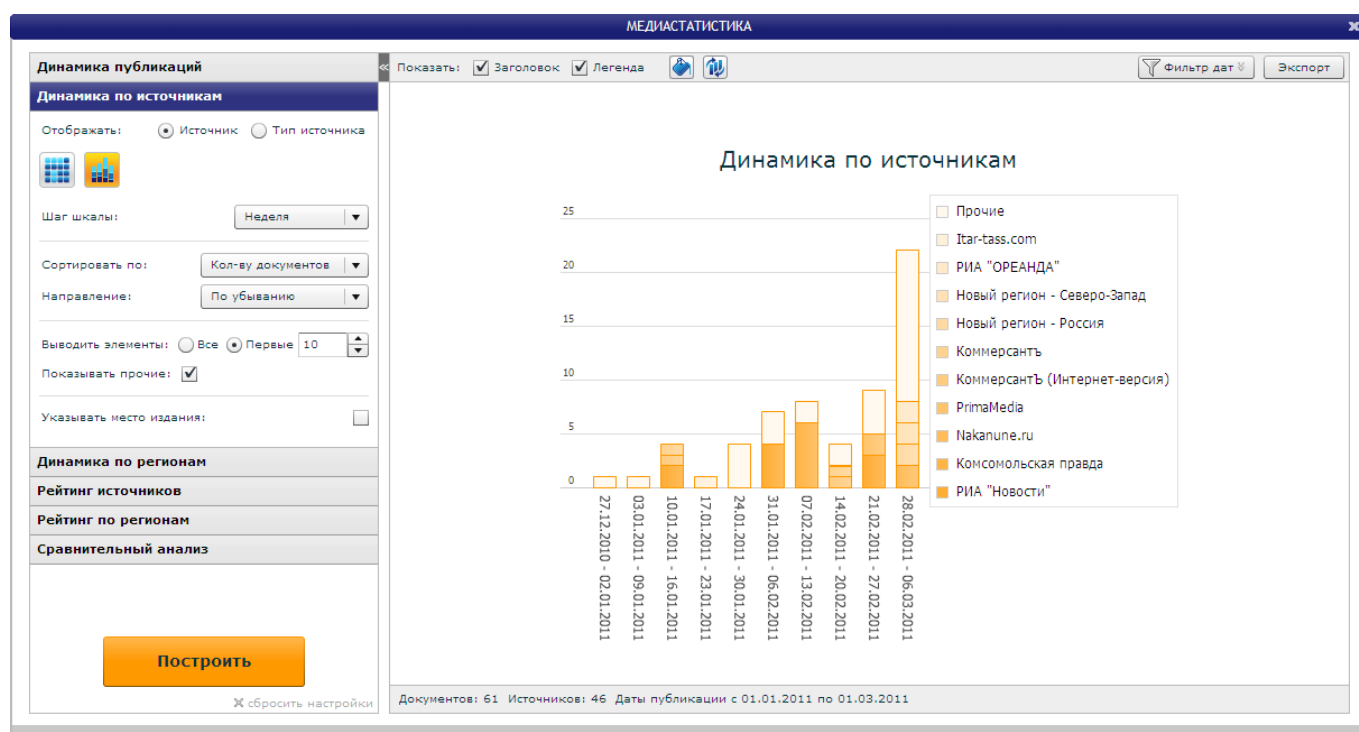 МЕДИАСТАТИСТИКА
Динамика публикаций
Динамика по источникам
Отображать: Источник Тип источника
Шаг шкалы: Неделя
Сортировать по: Кол-ву документов
Направление: По убыванию
Выводить элементы: Все Первые 10
Показывать прочие:
Указывать место издания:
Динамика по регионам
Рейтинг источников
Рейтинг по регионам
Сравнительный анализ
Построить
сбросить настройки
Показать: Заголовок Легенда Фильтр дат Экспорт
Динамика по источникам
25
20
15
10
5
0
27.12.2010 - 02.01.2011
03.01.2011 - 09.01.2011
10.01.2011 - 16.01.2011
17.01.2011 - 23.01.2011
24.01.2011 - 30.01.2011
31.01.2011 - 06.02.2011
07.02.2011 - 13.02.2011
14.02.2011 - 20.02.2011
21.02.2011 - 27.02.2011
28.02.2011 - 06.03.2011
Прочие
Itar-tass.com
РИА "ОРЕАНДА"
Новый регион - Северо-Запад
Новый регион - Россия
Коммерсантъ
КоммерсантЪ (Интернет-версия)
PrimaMedia
Nakanune.ru
Комсомольская правда
РИА "Новости"
Документов: 61 Источников: 46 Даты публикации с 01.01.2011 по 01.03.2011